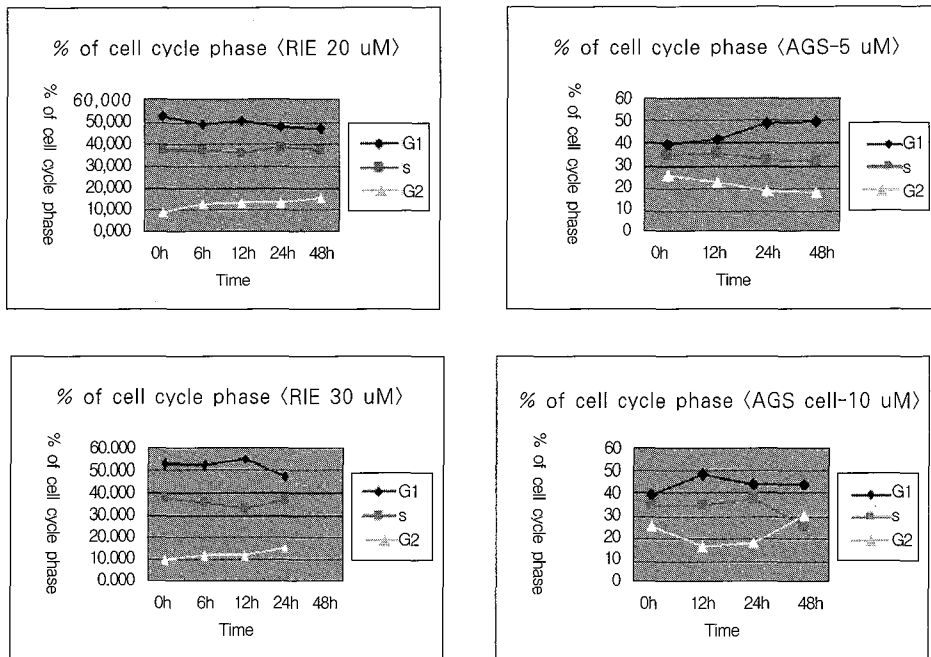 % of cell cycle phase 〈RIE 20 uM〉
% of cell cycle phase
60,000
50,000
40,000
30,000
20,000
10,000
0,000
0h 6h 12h 24h 48h
Time
G1
s
G2
% of cell cycle phase 〈AGS-5 uM〉
% of cell cycle phase
60
50
40
30
20
10
0
0h 12h 24h 48h
Time
G1
s
G2
% of cell cycle phase 〈RIE 30 uM〉
% of cell cycle phase
60.000
50.000
40.000
30.000
20.000
10.000
0.000
0h 6h 12h 24h 48h
Time
G1
s
G2
% of cell cycle phase 〈AGS cell-10 uM〉
% of cell cycle phase
60
50
40
30
20
10
0
0h 12h 24h 48h
Time
G1
s
G2